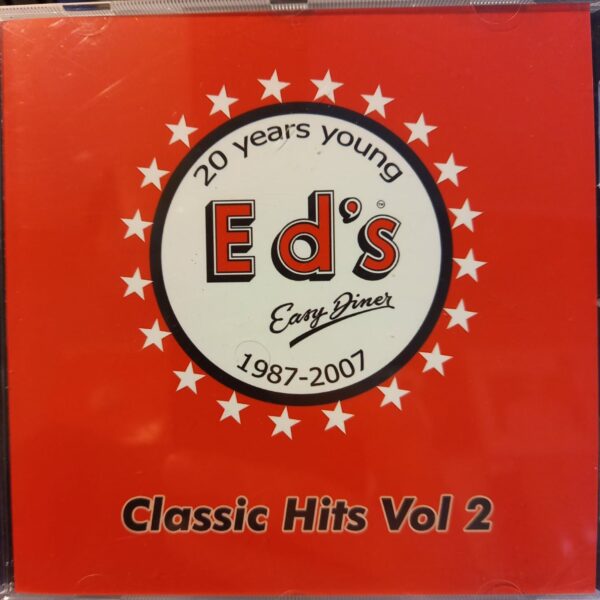 20 years young
Ed's
Easy Diner
1987-2007
Classic Hits Vol 2